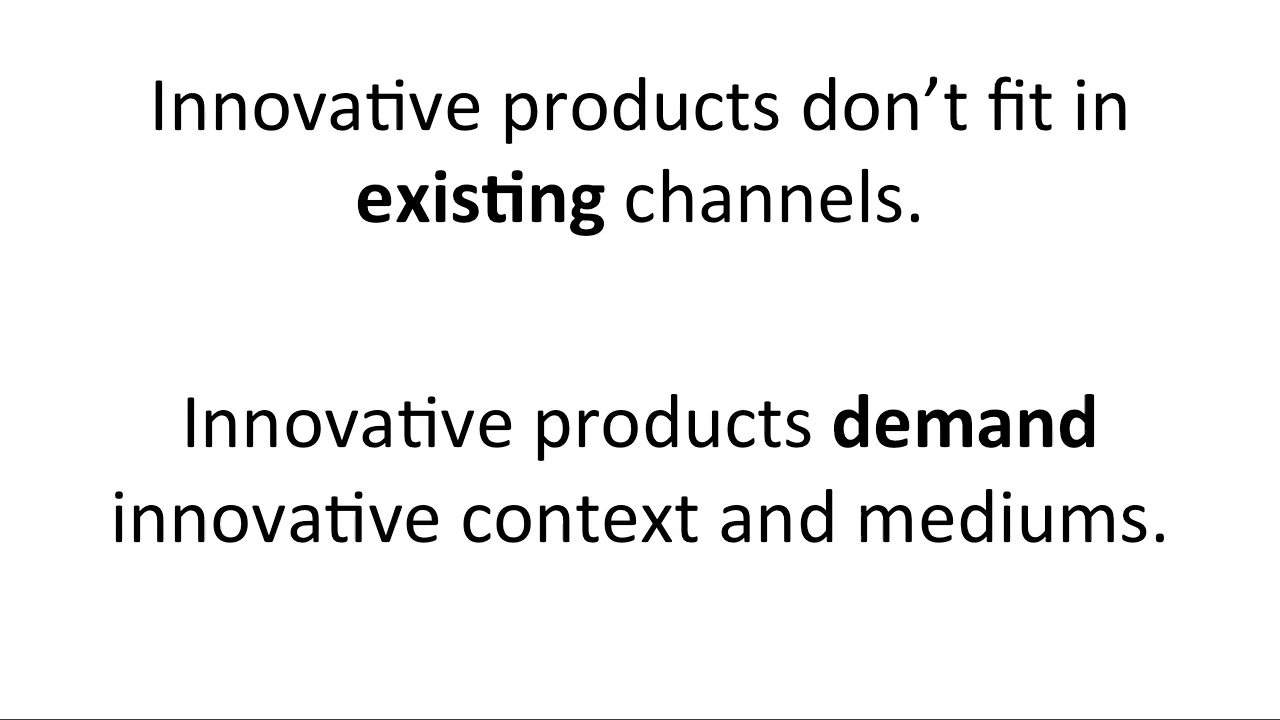 Innovative products don’t fit in
existing channels.
Innovative products demand
innovative context and mediums.